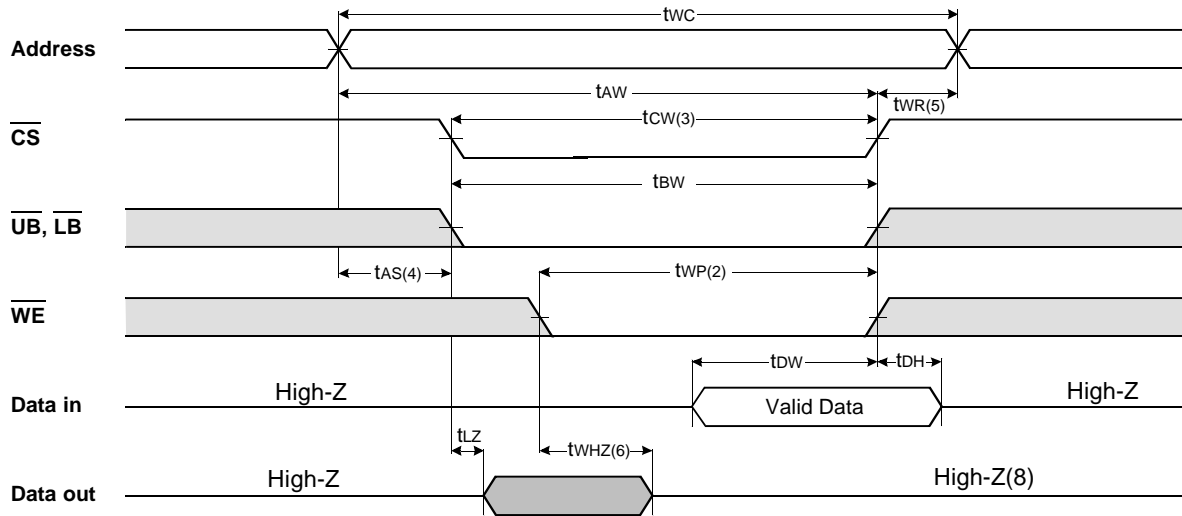 tWC
Address
tAW
tWR(5)
tCW(3)
CS
tBW
UB, LB
tAS(4)
tWP(2)
WE
tDW
tDH
High-Z
Valid Data
High-Z
Data in
tLZ
tWHZ(6)
High-Z
High-Z(8)
Data out